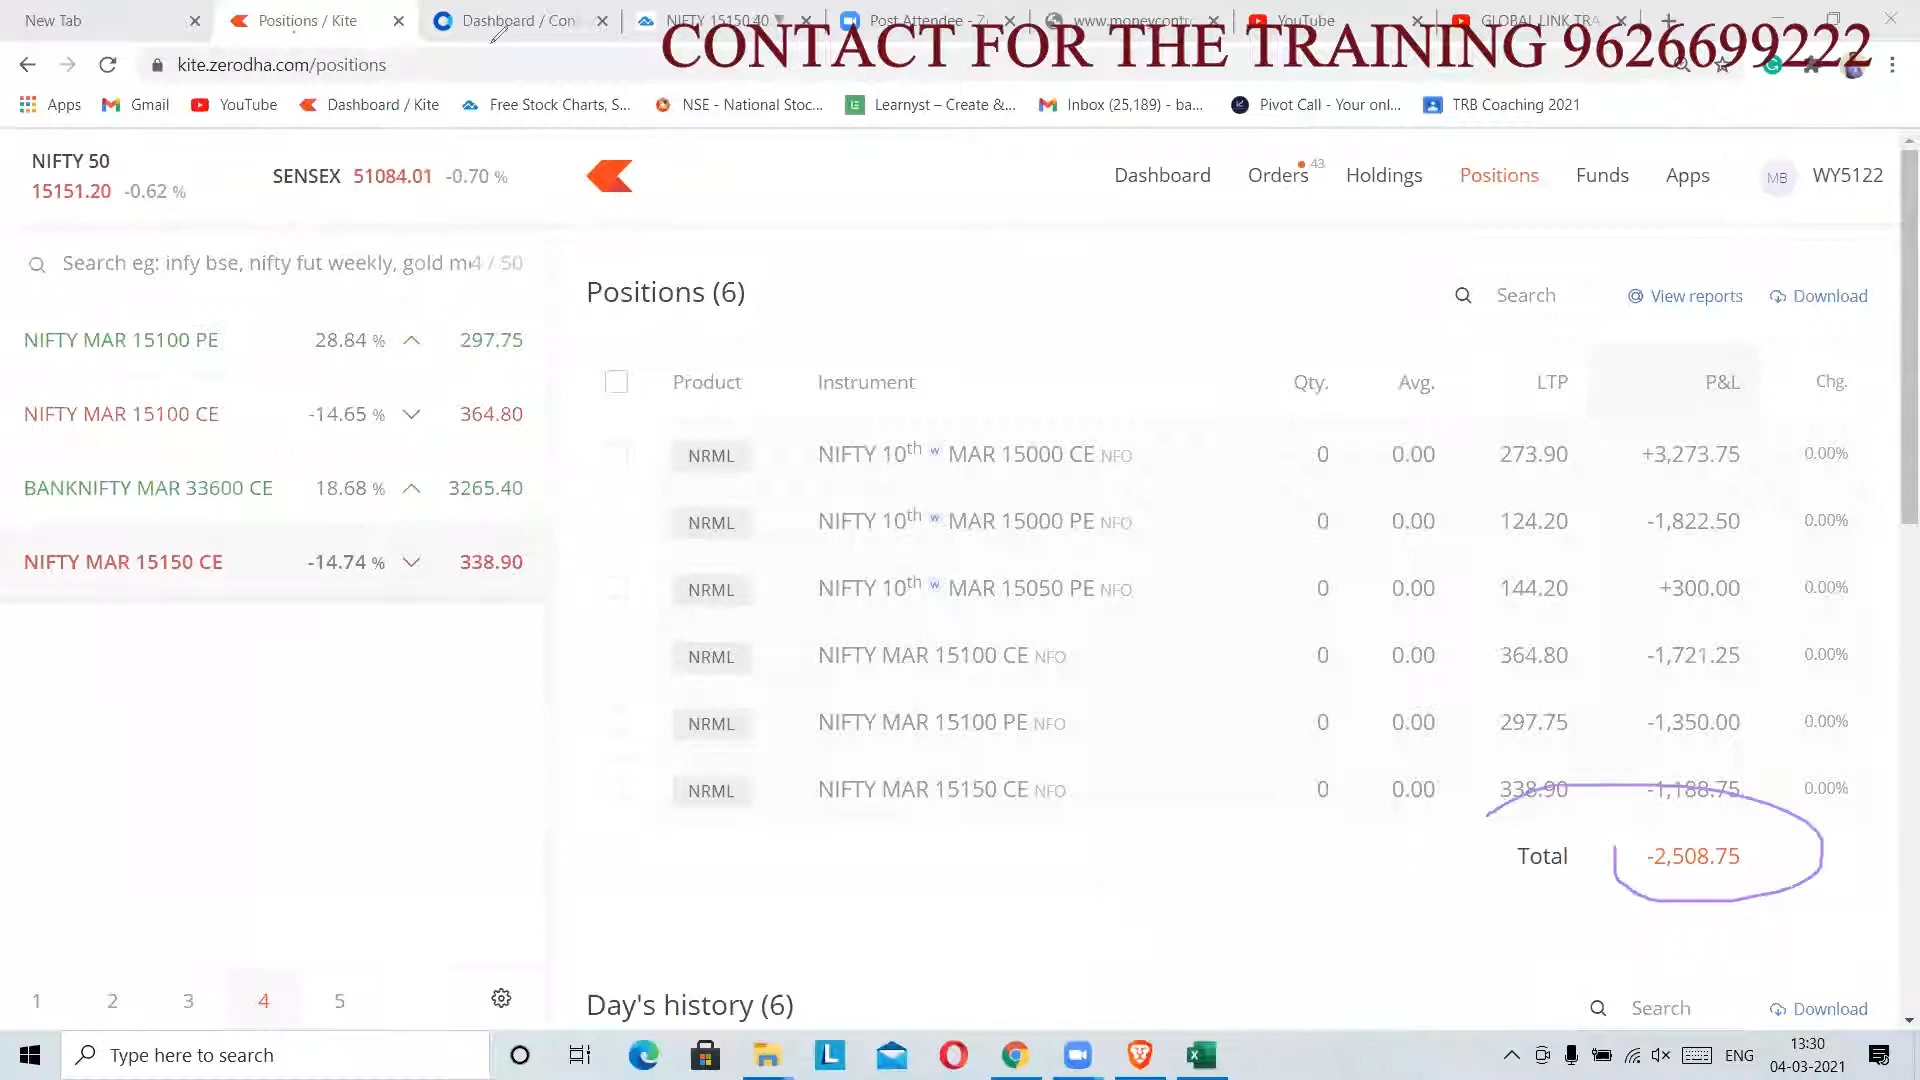 New Tab
Positions / Kite
Dashboard / Con
NIFTY 15150.40 ▼
Post Attendee - Z
www.moneycontr
YouTube
GLOBAL LINK TRA
CONTACT FOR THE TRAINING 9626699222
kite.zerodha.com/positions
Apps
Gmail
YouTube
Dashboard / Kite
Free Stock Charts, S...
NSE - National Stoc...
Learnyst – Create &...
Inbox (25,189) - ba...
Pivot Call - Your onl...
TRB Coaching 2021
NIFTY 50
15151.20 -0.62 %
SENSEX 51084.01 -0.70 %
Dashboard
Orders 43
Holdings
Positions
Funds
Apps
MB WY5122
Search eg: infy bse, nifty fut weekly, gold m 4 / 50
NIFTY MAR 15100 PE 28.84 % 297.75
NIFTY MAR 15100 CE -14.65 % 364.80
BANKNIFTY MAR 33600 CE 18.68 % 3265.40
NIFTY MAR 15150 CE -14.74 % 338.90
1 2 3 4 5
Positions (6)
Search
View reports
Download
Product Instrument Qty. Avg. LTP P&L Chg.
NRML NIFTY 10th w MAR 15000 CE NFO 0 0.00 273.90 +3,273.75 0.00%
NRML NIFTY 10th w MAR 15000 PE NFO 0 0.00 124.20 -1,822.50 0.00%
NRML NIFTY 10th w MAR 15050 PE NFO 0 0.00 144.20 +300.00 0.00%
NRML NIFTY MAR 15100 CE NFO 0 0.00 364.80 -1,721.25 0.00%
NRML NIFTY MAR 15100 PE NFO 0 0.00 297.75 -1,350.00 0.00%
NRML NIFTY MAR 15150 CE NFO 0 0.00 338.90 -1,188.75 0.00%
Total -2,508.75
Day's history (6)
Search
Download
Type here to search
ENG
13:30
04-03-2021